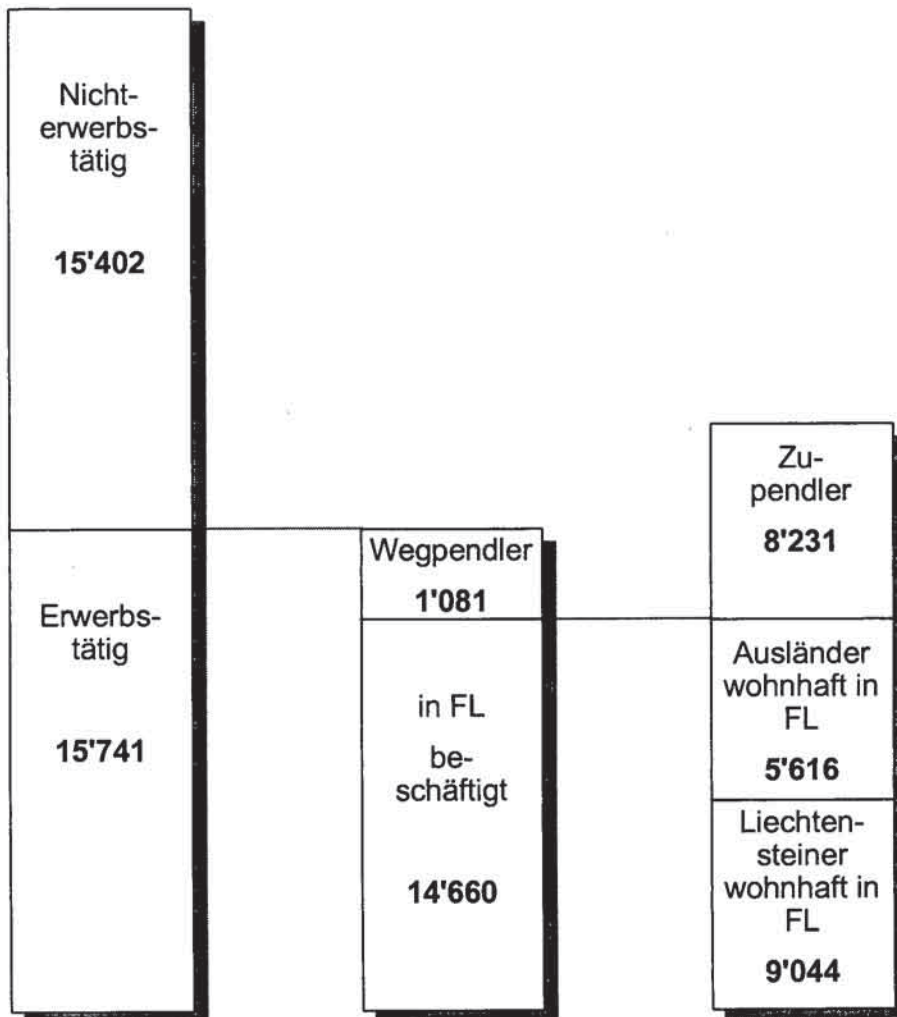 Nicht-
erwerbs-
tätig
15'402
Erwerbs-
tätig
15'741
Wegpendler
1'081
in FL
be-
schäftigt
14'660
Zu-
pendler
8'231
Ausländer
wohnhaft in
FL
5'616
Liechten-
steiner
wohnhaft in
FL
9'044